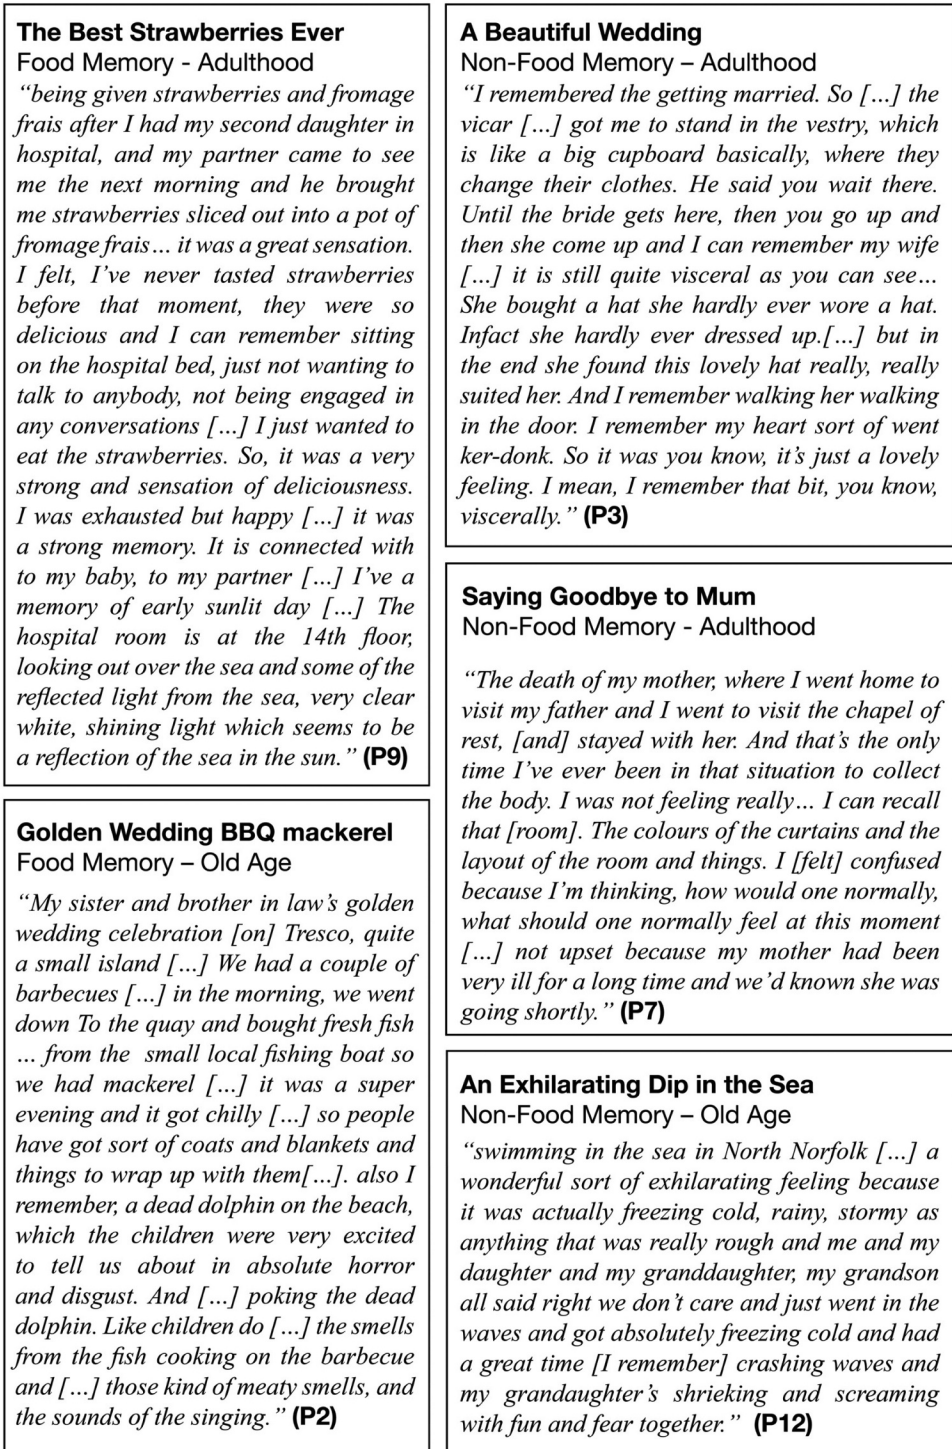 The Best Strawberries Ever
Food Memory - Adulthood
“being given strawberries and fromage
frais after I had my second daughter in
hospital, and my partner came to see
me the next morning and he brought
me strawberries sliced out into a pot of
fromage frais… it was a great sensation.
I felt, I’ve never tasted strawberries
before that moment, they were so
delicious and I can remember sitting
on the hospital bed, just not wanting to
talk to anybody, not being engaged in
any conversations […] I just wanted to
eat the strawberries. So, it was a very
strong and sensation of deliciousness.
I was exhausted but happy […] it was
a strong memory. It is connected with
to my baby, to my partner […] I’ve a
memory of early sunlit day […] The
hospital room is at the 14th floor,
looking out over the sea and some of the
reflected light from the sea, very clear
white, shining light which seems to be
a reflection of the sea in the sun.” (P9)
Golden Wedding BBQ mackerel
Food Memory – Old Age
“My sister and brother in law’s golden
wedding celebration [on] Tresco, quite
a small island […] We had a couple of
barbecues […] in the morning, we went
down To the quay and bought fresh fish
… from the small local fishing boat so
we had mackerel […] it was a super
evening and it got chilly […] so people
have got sort of coats and blankets and
things to wrap up with them[…]. also I
remember, a dead dolphin on the beach,
which the children were very excited
to tell us about in absolute horror
and disgust. And […] poking the dead
dolphin. Like children do […] the smells
from the fish cooking on the barbecue
and […] those kind of meaty smells, and
the sounds of the singing.” (P2)
A Beautiful Wedding
Non-Food Memory – Adulthood
“I remembered the getting married. So […] the
vicar […] got me to stand in the vestry, which
is like a big cupboard basically, where they
change their clothes. He said you wait there.
Until the bride gets here, then you go up and
then she come up and I can remember my wife
[…] it is still quite visceral as you can see…
She bought a hat she hardly ever wore a hat.
Infact she hardly ever dressed up.[…] but in
the end she found this lovely hat really, really
suited her. And I remember walking her walking
in the door. I remember my heart sort of went
ker-donk. So it was you know, it’s just a lovely
feeling. I mean, I remember that bit, you know,
viscerally.” (P3)
Saying Goodbye to Mum
Non-Food Memory - Adulthood
“The death of my mother, where I went home to
visit my father and I went to visit the chapel of
rest, [and] stayed with her. And that’s the only
time I’ve ever been in that situation to collect
the body. I was not feeling really… I can recall
that [room]. The colours of the curtains and the
layout of the room and things. I [felt] confused
because I’m thinking, how would one normally,
what should one normally feel at this moment
[…] not upset because my mother had been
very ill for a long time and we’d known she was
going shortly.” (P7)
An Exhilarating Dip in the Sea
Non-Food Memory – Old Age
“swimming in the sea in North Norfolk […] a
wonderful sort of exhilarating feeling because
it was actually freezing cold, rainy, stormy as
anything that was really rough and me and my
daughter and my granddaughter, my grandson
all said right we don’t care and just went in the
waves and got absolutely freezing cold and had
a great time [I remember] crashing waves and
my grandaughter’s shrieking and screaming
with fun and fear together.” (P12)